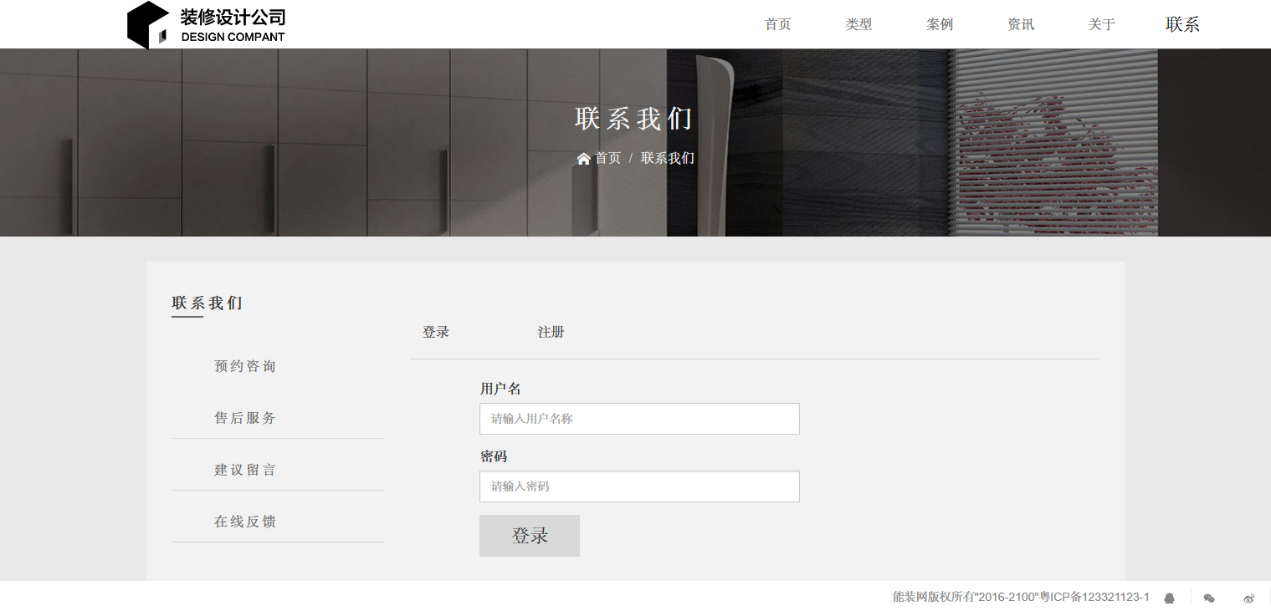 装修设计公司
DESIGN COMPANT
首页 类型 案例 资讯 关于 联系
联系我们
首页 / 联系我们
联系我们
登录 注册
预约咨询
售后服务
建议留言
在线反馈
用户名
请输入用户名称
密码
请输入密码
登录
能装网版权所有"2016-2100"粤ICP备123321123-1